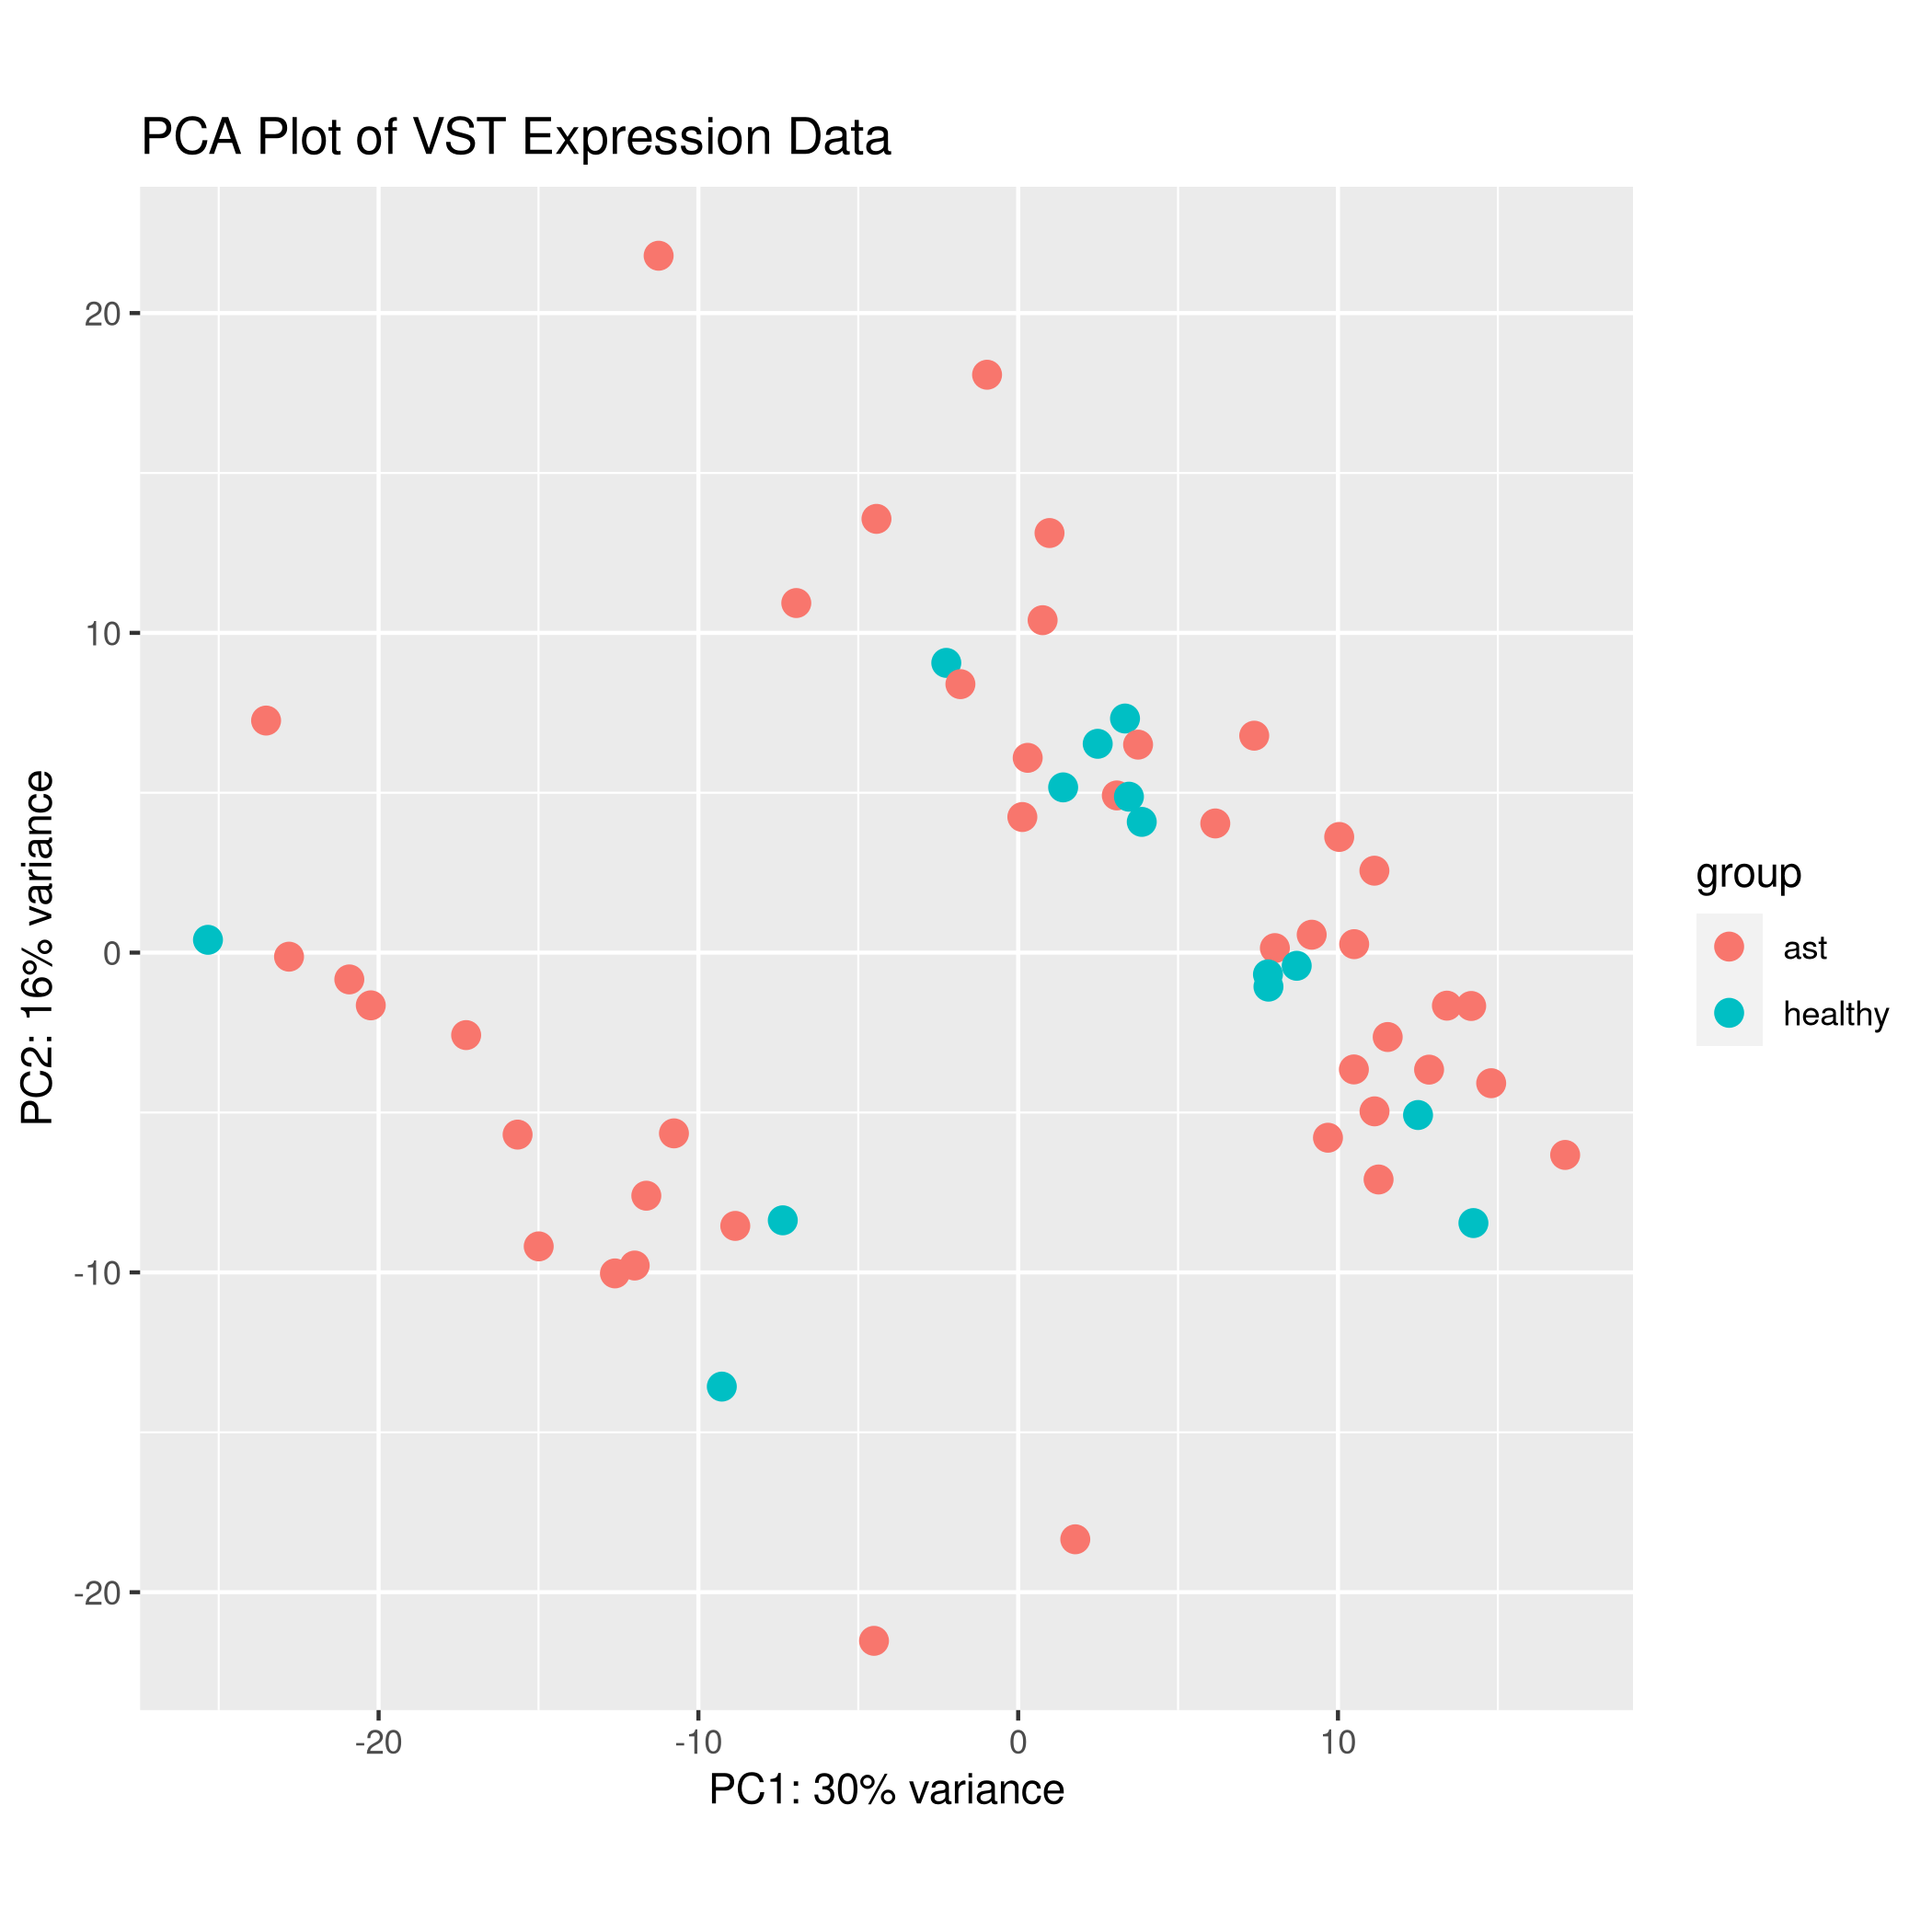 PCA Plot of VST Expression Data
20
10
0
-10
-20
PC2: 16% variance
-20
-10
0
10
PC1: 30% variance
group
ast
healthy